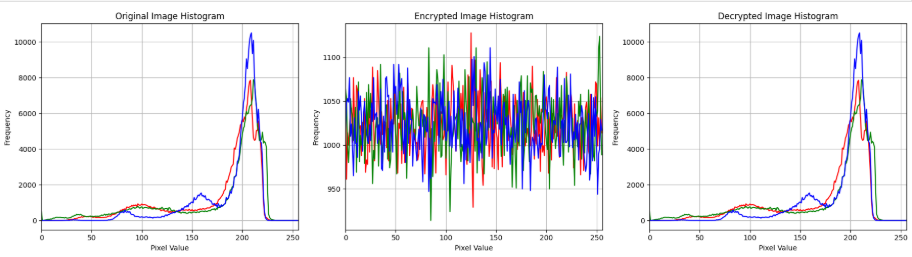 Original Image Histogram
Frequency
10000
8000
6000
4000
2000
0
0 50 100 150 200 250
Pixel Value
Encrypted Image Histogram
Frequency
1100
1050
1000
950
0 50 100 150 200 250
Pixel Value
Decrypted Image Histogram
Frequency
10000
8000
6000
4000
2000
0
0 50 100 150 200 250
Pixel Value